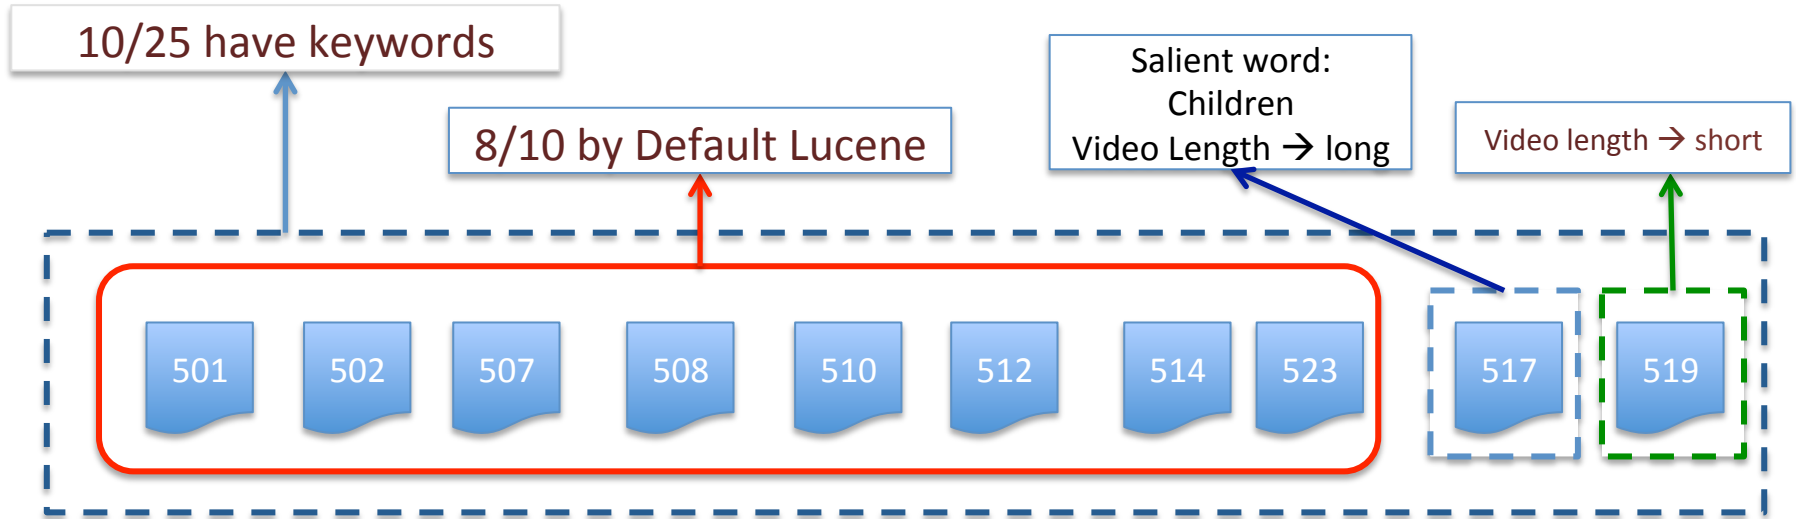 10/25 have keywords
8/10 by Default Lucene
Salient word:
Children
Video Length → long
Video length → short
501 502 507 508 510 512 514 523 517 519